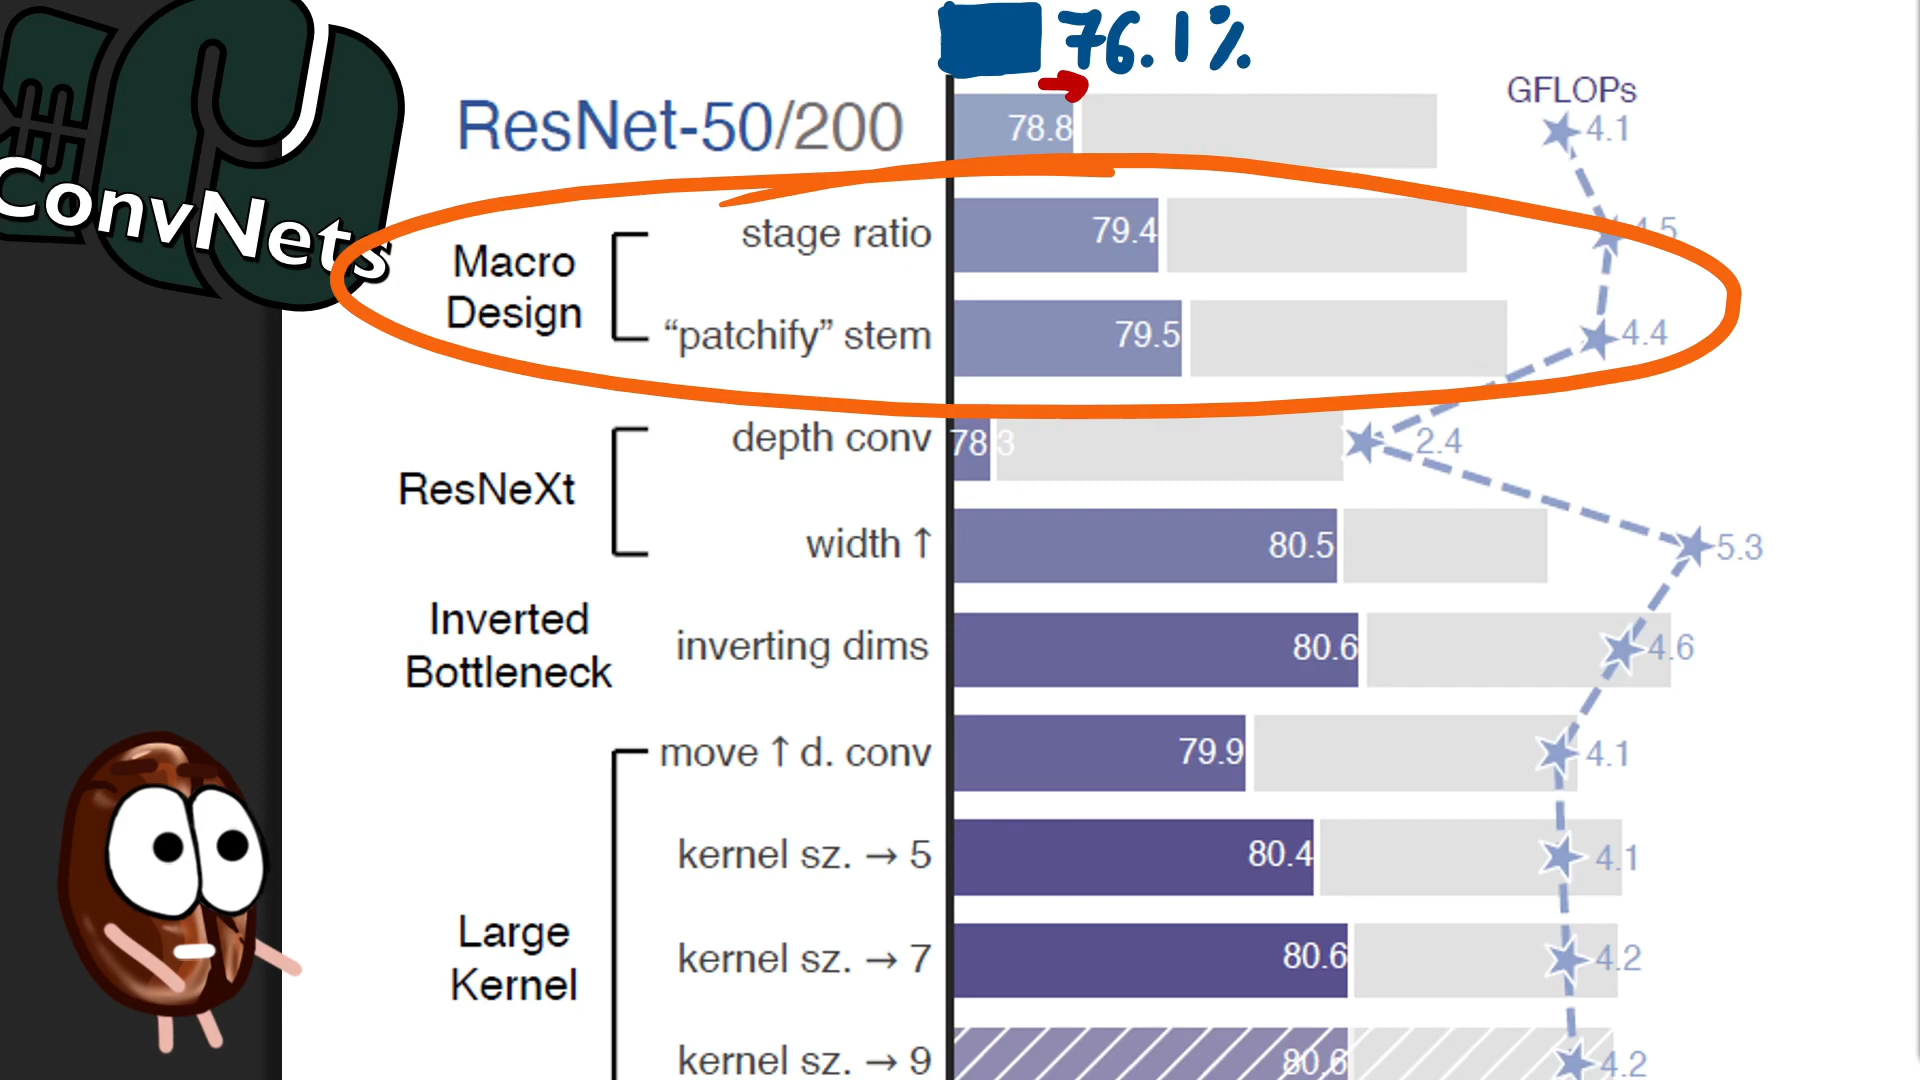 76.1%
GFLOPs
ResNet-50/200 78.8 4.1
ConvNets
Macro Design
stage ratio 79.4 4.5
“patchify” stem 79.5 4.4
ResNeXt
depth conv 78.3 2.4
width ↑ 80.5 5.3
Inverted Bottleneck
inverting dims 80.6 4.6
move ↑ d. conv 79.9 4.1
kernel sz. → 5 80.4 4.1
Large Kernel
kernel sz. → 7 80.6 4.2
kernel sz. → 9 80.6 4.2